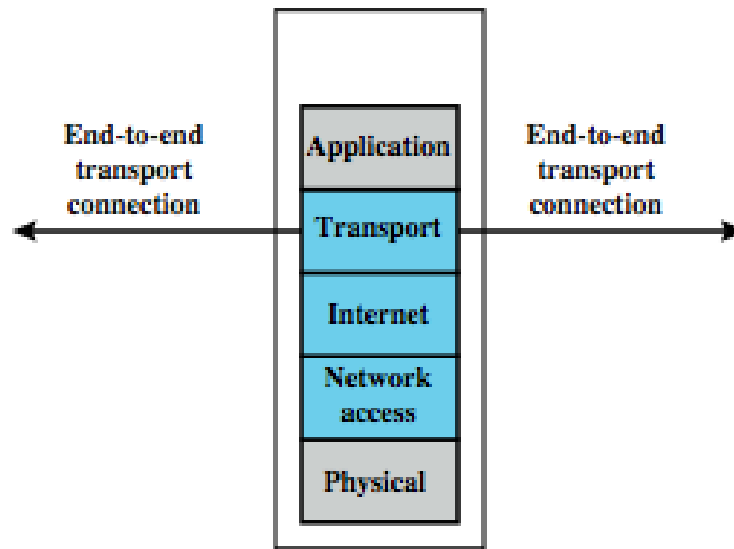 End-to-end
transport
connection
Application
Transport
Internet
Network
access
Physical
End-to-end
transport
connection